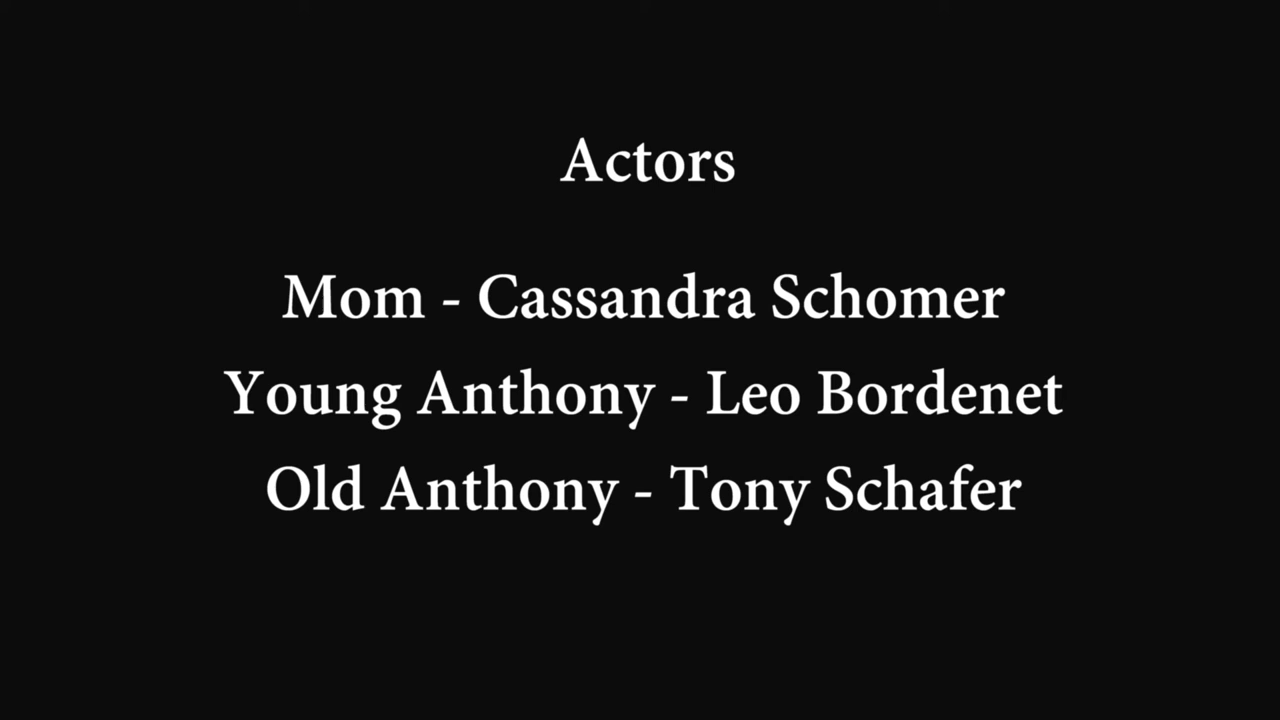 Actors
Mom - Cassandra Schomer
Young Anthony - Leo Bordenet
Old Anthony - Tony Schafer